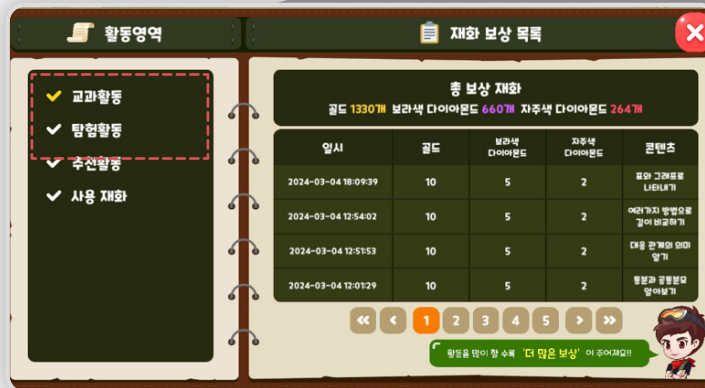 활동영역
재화 보상 목록
교과활동
탐험활동
추천활동
사용 재화
총 보상 재화
골드 1330개 보라색 다이아몬드 660개 자주색 다이아몬드 264개
일시 골드 보라색 다이아몬드 자주색 다이아몬드 콘텐츠
2024-03-04 18:09:39 10 5 2 표와 그래프로 나타내기
2024-03-04 12:54:02 10 5 2 여러가지 방법으로 길이 비교하기
2024-03-04 12:51:53 10 5 2 대응 관계의 의미 알기
2024-03-04 12:01:29 10 5 2 통분과 공통분모 알아보기
« < 1 2 3 4 5 > »
활동을 많이 할 수록 '더 많은 보상' 이 주어져요!!